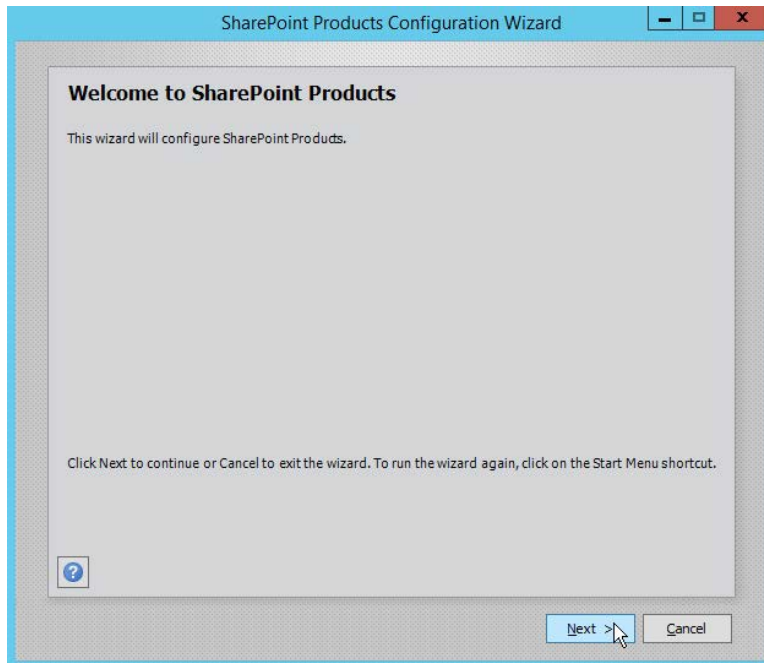 SharePoint Products Configuration Wizard
Welcome to SharePoint Products
This wizard will configure SharePoint Products.
Click Next to continue or Cancel to exit the wizard. To run the wizard again, click on the Start Menu shortcut.
?
Next > Cancel